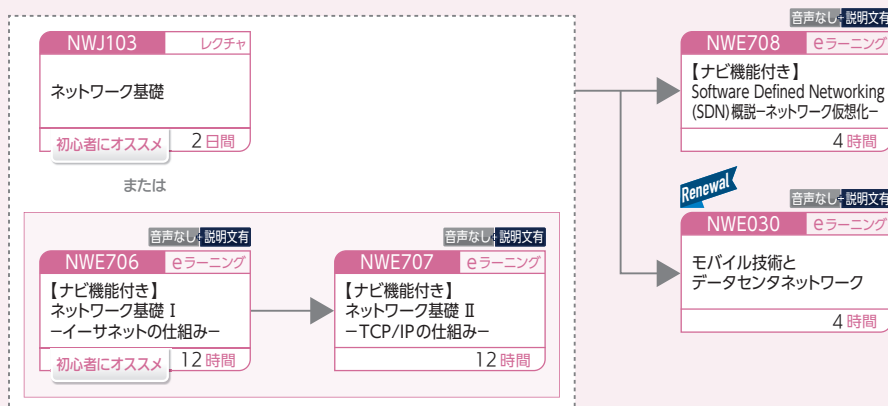 NWJ103 レクチャ
ネットワーク基礎
初心者にオススメ 2日間
または
音声なし+説明文有
NWE706 eラーニング
【ナビ機能付き】
ネットワーク基礎 Ⅰ
−イーサネットの仕組み−
初心者にオススメ 12時間
音声なし+説明文有
NWE707 eラーニング
【ナビ機能付き】
ネットワーク基礎 Ⅱ
−TCP/IPの仕組み−
12時間
音声なし+説明文有
NWE708 eラーニング
【ナビ機能付き】
Software Defined Networking
(SDN)概説−ネットワーク仮想化−
4時間
Renewal
音声なし+説明文有
NWE030 eラーニング
モバイル技術と
データセンタネットワーク
4時間